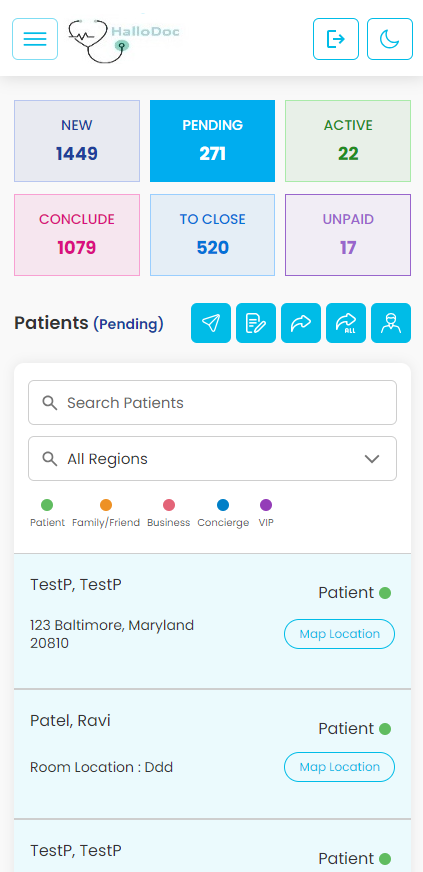 HalloDoc
NEW PENDING ACTIVE
1449 271 22
CONCLUDE TO CLOSE UNPAID
1079 520 17
Patients (Pending)
ALL
Search Patients
All Regions
Patient Family/Friend Business Concierge VIP
TestP, TestP
Patient
123 Baltimore, Maryland
20810
Map Location
Patel, Ravi
Patient
Room Location : Ddd
Map Location
TestP, TestP
Patient